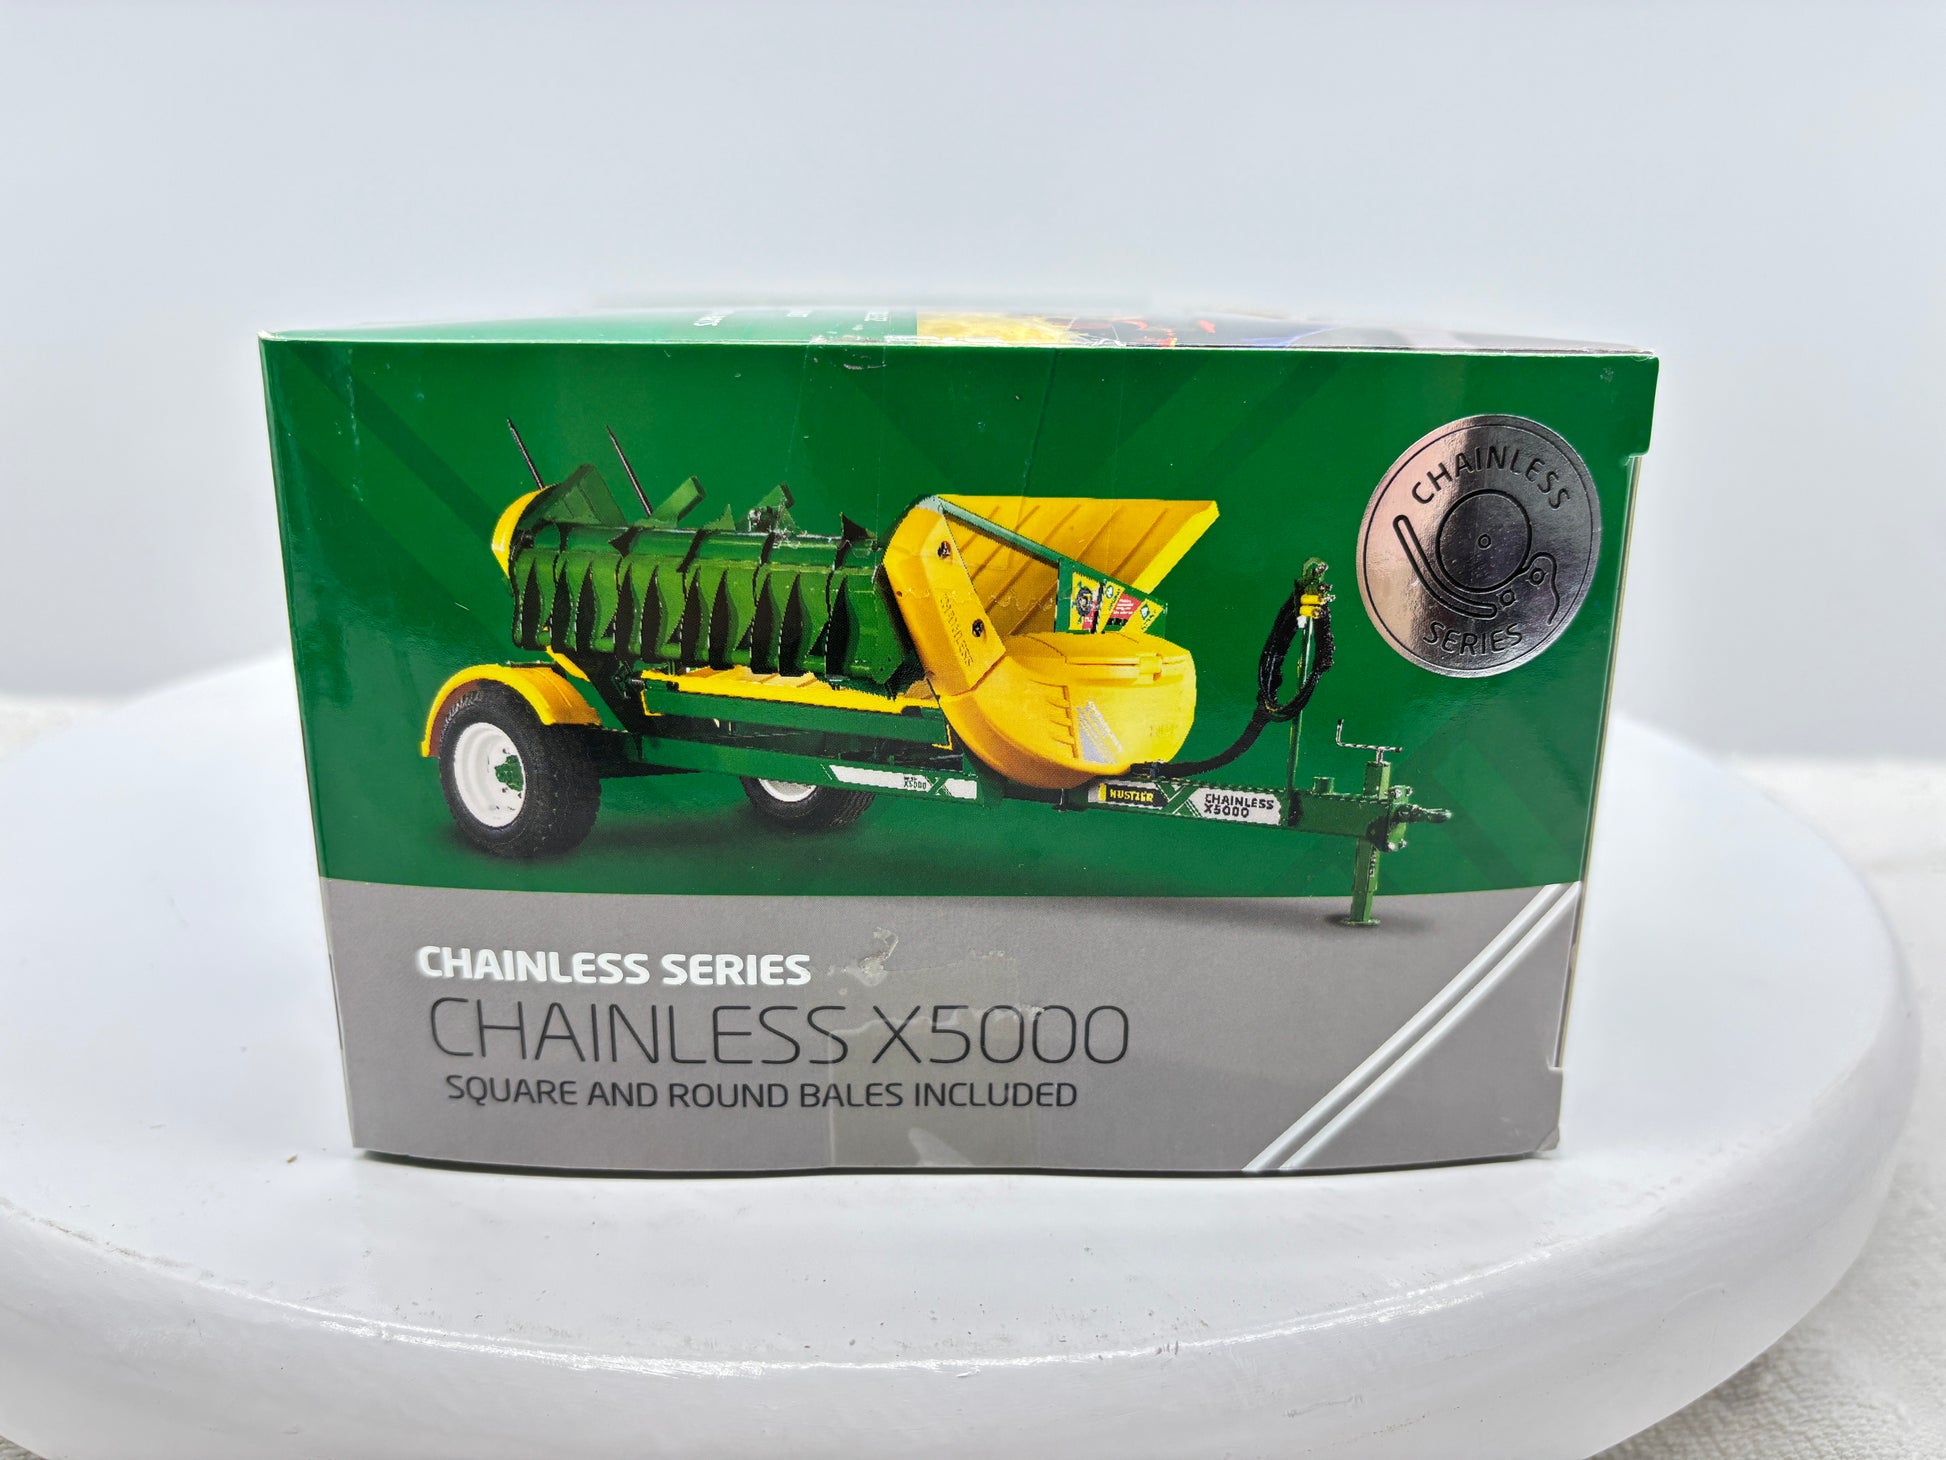 CHAINLESS
SERIES
CHAINLESS
X5000
HUSTLER
CHAINLESS
X5000
CHAINLESS SERIES
CHAINLESS X5000
SQUARE AND ROUND BALES INCLUDED